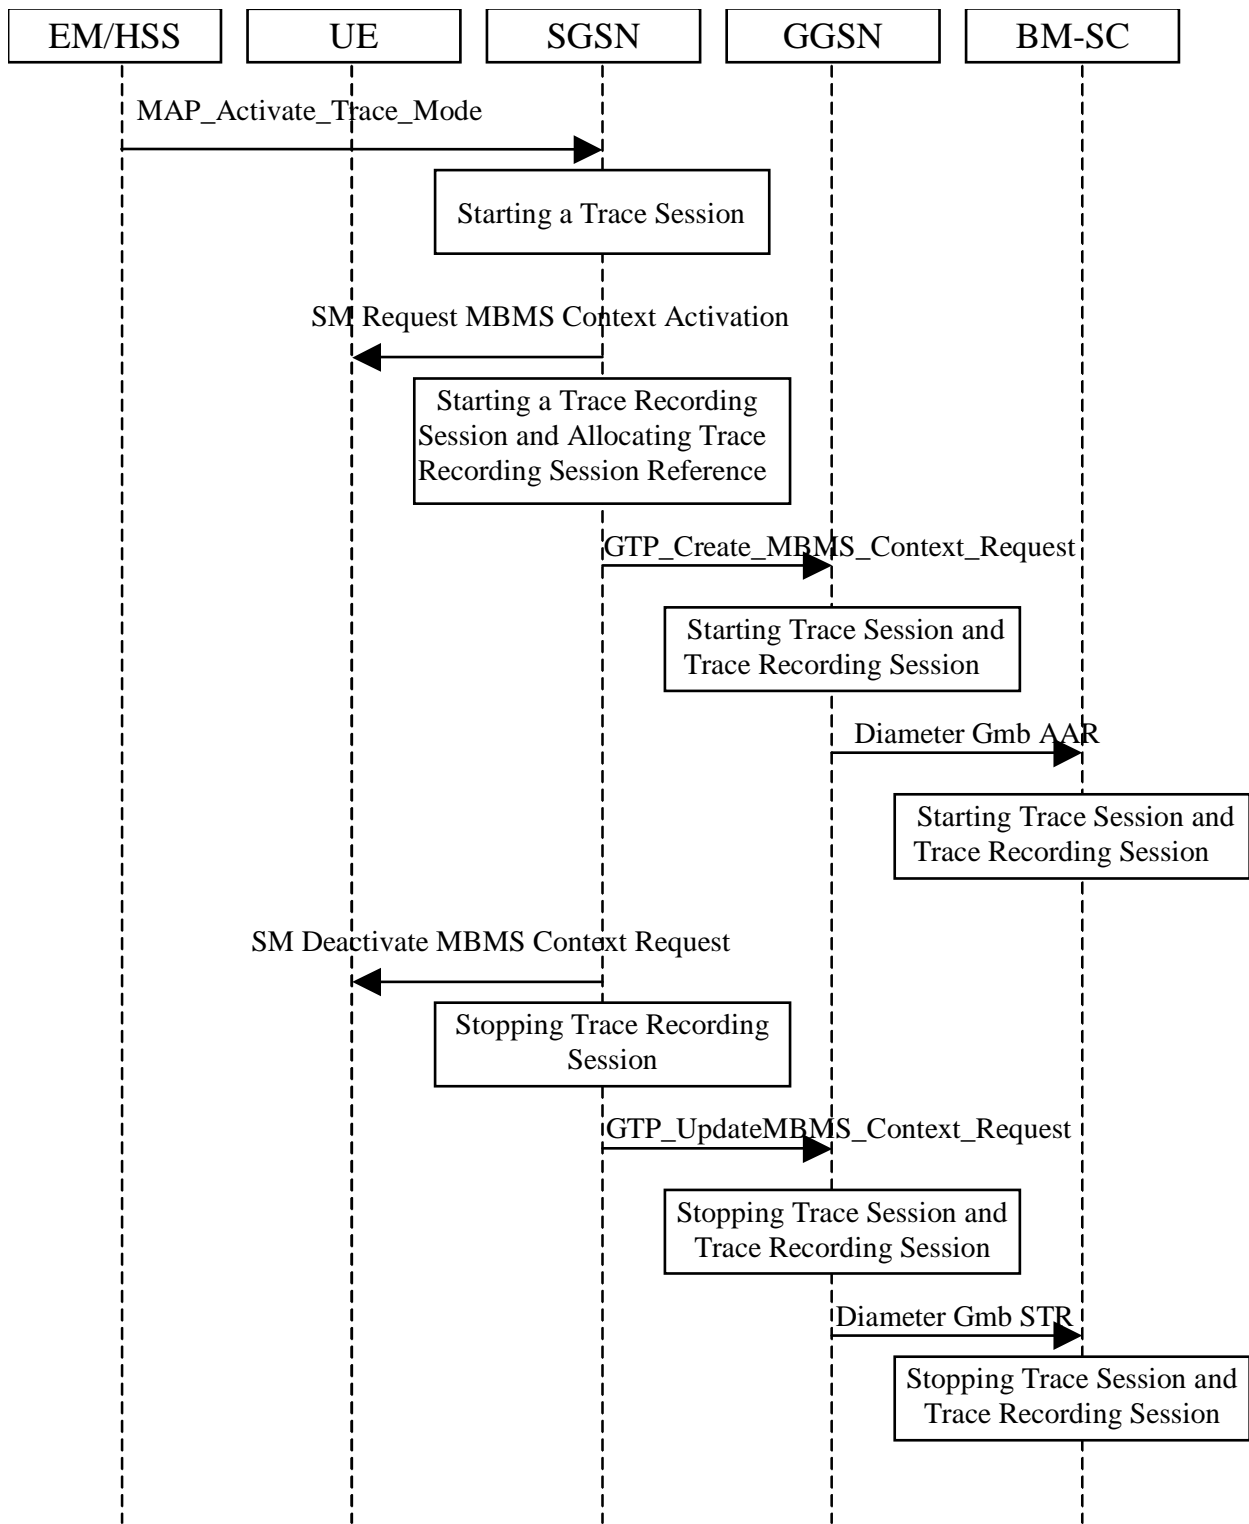 EM/HSS
UE
SGSN
GGSN
BM-SC
MAP_Activate_Trace_Mode
Starting a Trace Session
SM Request MBMS Context Activation
Starting a Trace Recording
Session and Allocating Trace
Recording Session Reference
GTP_Create_MBMS_Context_Request
Starting Trace Session and
Trace Recording Session
Diameter Gmb AAR
Starting Trace Session and
Trace Recording Session
SM Deactivate MBMS Context Request
Stopping Trace Recording
Session
GTP_UpdateMBMS_Context_Request
Stopping Trace Session and
Trace Recording Session
Diameter Gmb STR
Stopping Trace Session and
Trace Recording Session